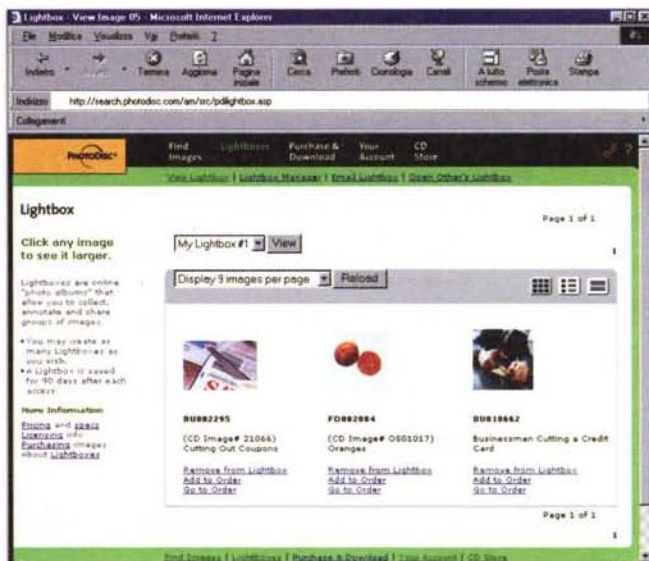 Lightbox - View Image 05 - Microsoft Internet Explorer
File Modifica Visualizza Vai Preferiti ?
Indietro Termina Aggiorna Pagina iniziale Cerca Preferiti Cronologia Canali A tutto schermo Posta elettronica Stampa
Indirizzo http://search.photodisc.com/am/src/pdilightbox.asp
Collegamenti
PHOTODISC
Find Images Lightboxes Purchase & Download Your Account CD Store
View Lightbox | Lightbox Manager | Email Lightbox | Open Other's Lightbox
Lightbox
Page 1 of 1
Click any image
to see it larger.
My Lightbox #1 View
1
Lightboxes are online
"photo albums" that
allow you to collect,
annotate and share
groups of images.
• You may create as
many Lightboxes as
you wish.
• A Lightbox is saved
for 90 days after each
access.
More Information
Pricing and specs
Licensing info
Purchasing images
About Lightboxes
Display 9 images per page Reload
BU002295
(CD Image# 21066)
Cutting Out Coupons
Remove from Lightbox
Add to Order
Go to Order
FD002004
(CD Image# OS01017)
Oranges
Remove from Lightbox
Add to Order
Go to Order
BU010662
Businessman Cutting a Credit
Card
Remove from Lightbox
Add to Order
Go to Order
Page 1 of 1
1
Find Images | Lightboxes | Purchase & Download | Your Account | CD Store